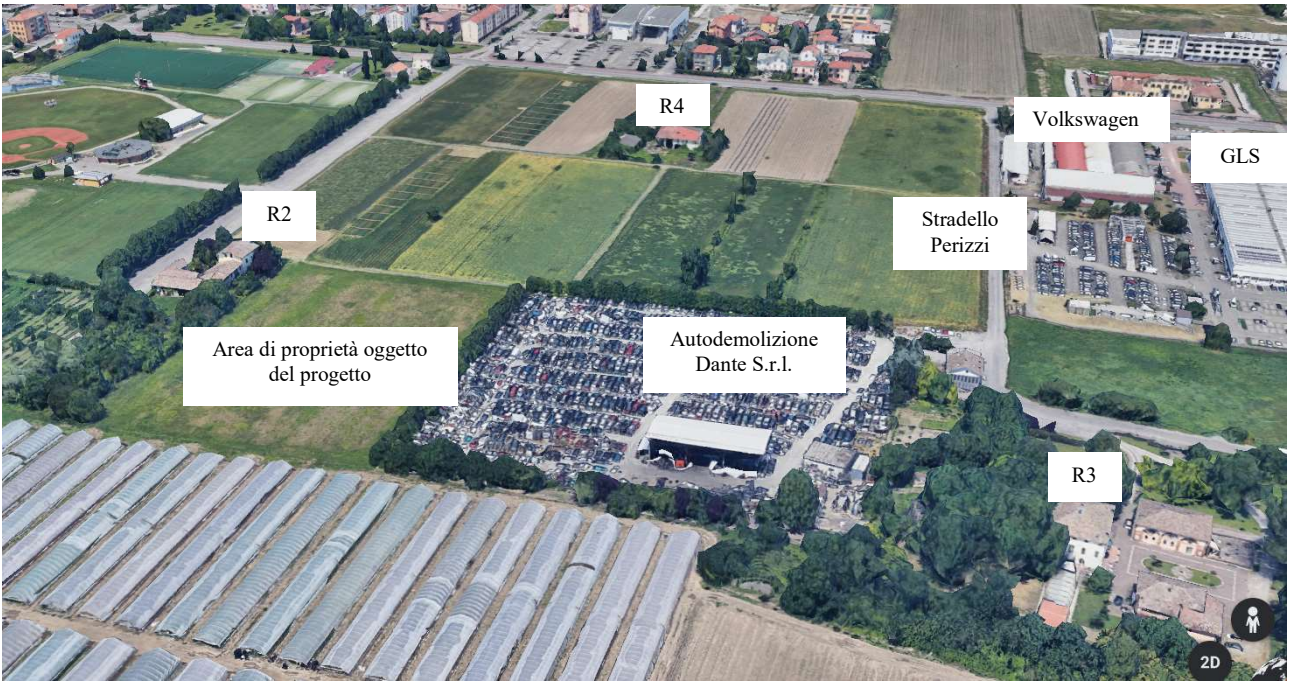 R4
Volkswagen
GLS
R2
Stradello
Perizzi
Area di proprietà oggetto
del progetto
Autodemolizione
Dante S.r.l.
R3
2D